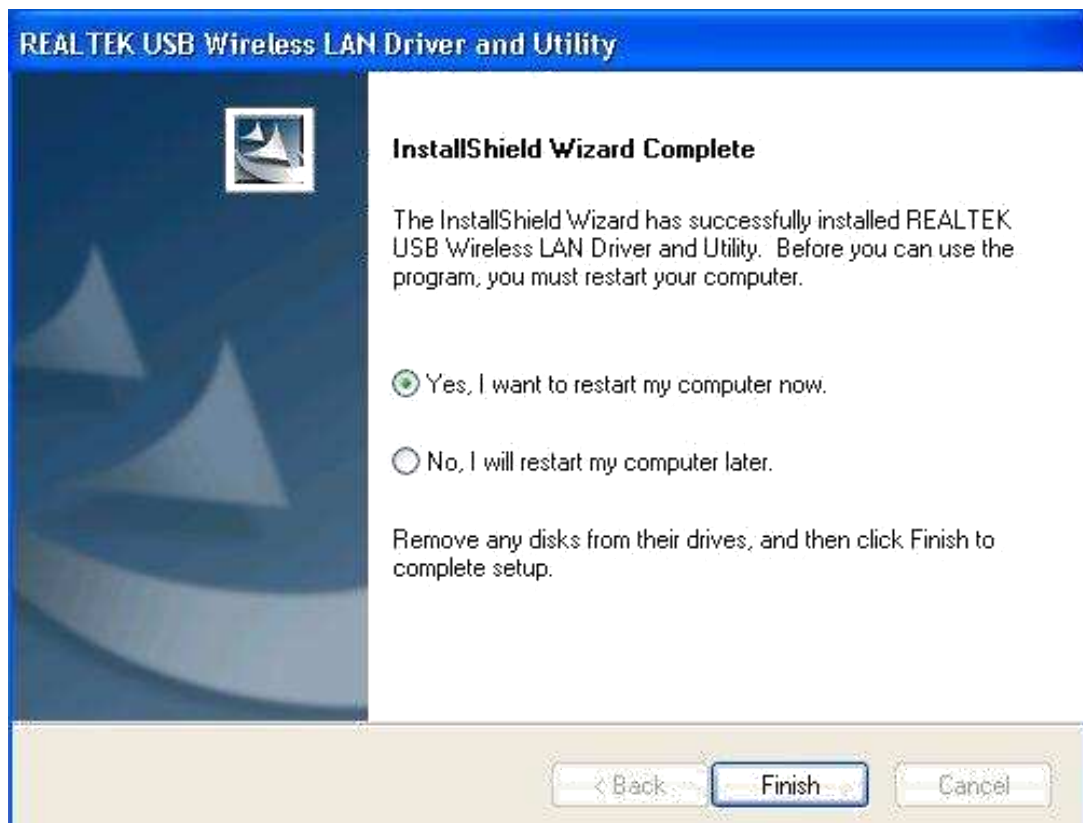 REALTEK USB Wireless LAN Driver and Utility
InstallShield Wizard Complete
The InstallShield Wizard has successfully installed REALTEK
USB Wireless LAN Driver and Utility. Before you can use the
program, you must restart your computer.
Yes, I want to restart my computer now.
No, I will restart my computer later.
Remove any disks from their drives, and then click Finish to
complete setup.
< Back Finish Cancel